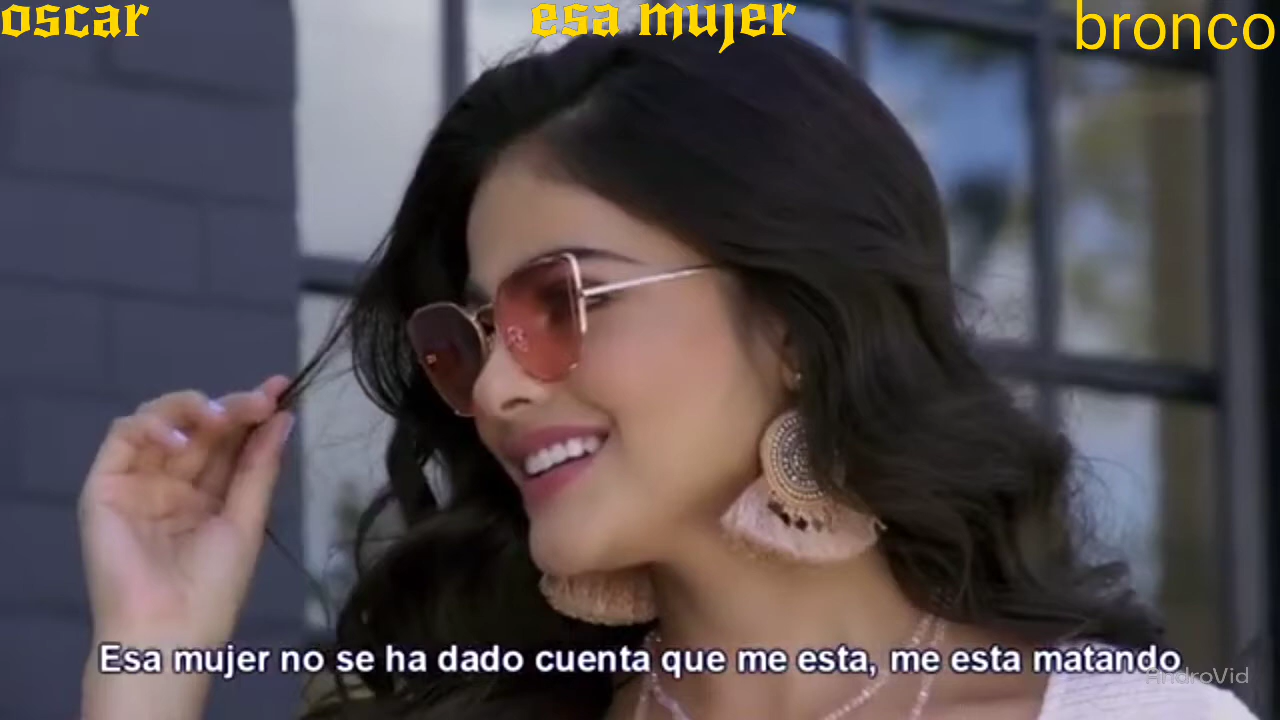 oscar
esa mujer
bronco
Esa mujer no se ha dado cuenta que me esta, me esta matando
AndroVid